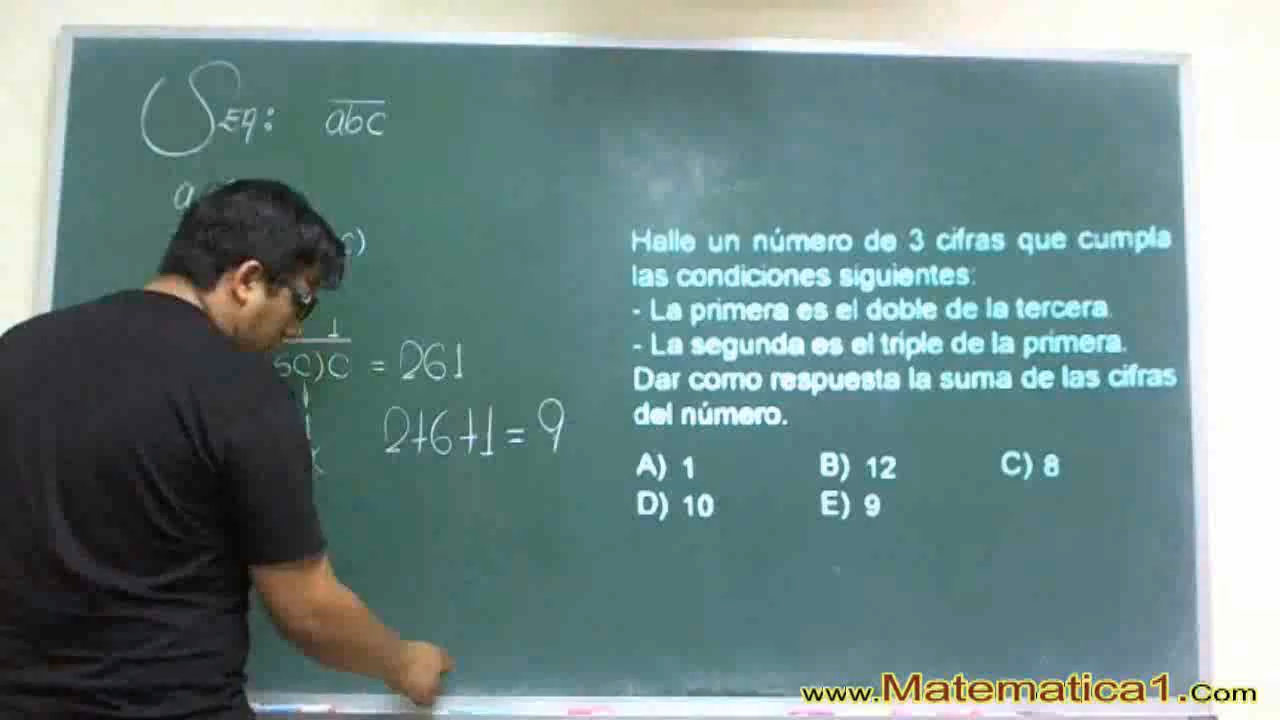 Sea: abc
a
c)
1
6C)C = 261
2+6+1 = 9
Halle un número de 3 cifras que cumpla
las condiciones siguientes:
- La primera es el doble de la tercera.
- La segunda es el triple de la primera.
Dar como respuesta la suma de las cifras
del número.
A) 1 B) 12 C) 8
D) 10 E) 9
www.Matematica1.Com